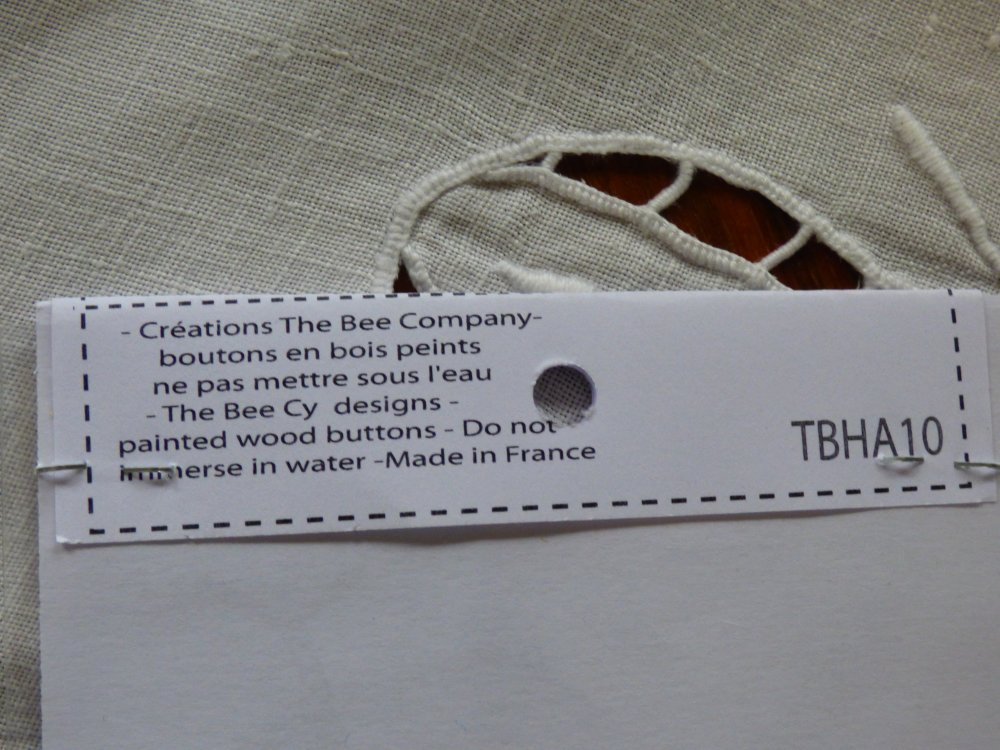 - Créations The Bee Company-
boutons en bois peints
ne pas mettre sous l'eau
- The Bee Cy designs -
painted wood buttons - Do not
immerse in water -Made in France
TBHA10